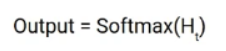 Output = Softmax(Hₜ)